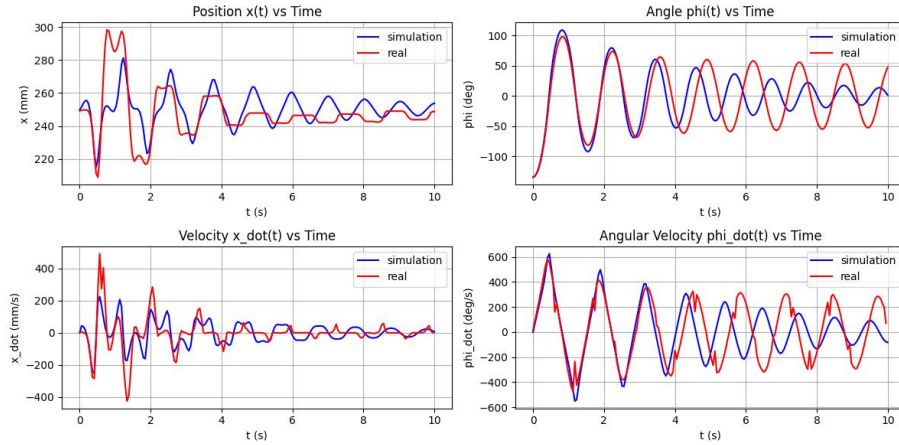 Position x(t) vs Time
x (mm)
300
280
260
240
220
0 2 4 6 8 10
t (s)
simulation
real
Angle phi(t) vs Time
phi (deg)
100
50
0
−50
−100
0 2 4 6 8 10
t (s)
simulation
real
Velocity x_dot(t) vs Time
x_dot (mm/s)
400
200
0
−200
−400
0 2 4 6 8 10
t (s)
simulation
real
Angular Velocity phi_dot(t) vs Time
phi_dot (deg/s)
600
400
200
0
−200
−400
−600
0 2 4 6 8 10
t (s)
simulation
real